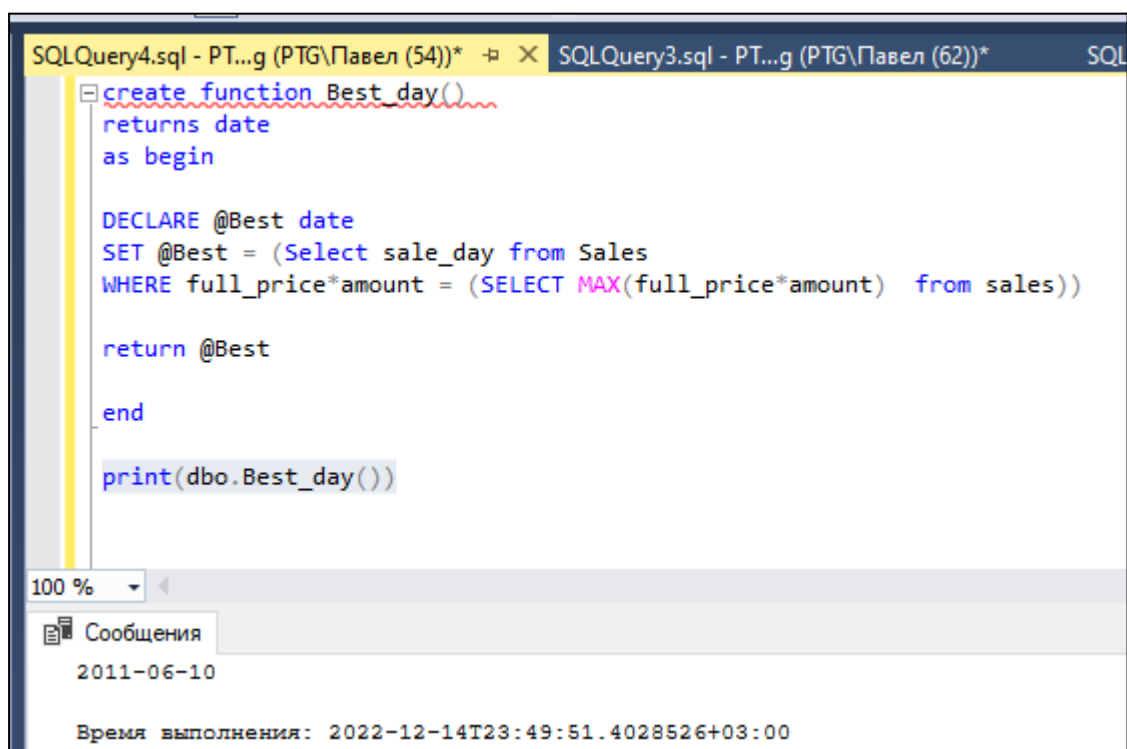 SQLQuery4.sql - PT...g (PTG\Павел (54))* SQLQuery3.sql - PT...g (PTG\Павел (62))* SQL
create function Best_day()
returns date
as begin
DECLARE @Best date
SET @Best = (Select sale_day from Sales
WHERE full_price*amount = (SELECT MAX(full_price*amount)  from sales))
return @Best
end
print(dbo.Best_day())
100 %
Сообщения
2011-06-10
Время выполнения: 2022-12-14T23:49:51.4028526+03:00